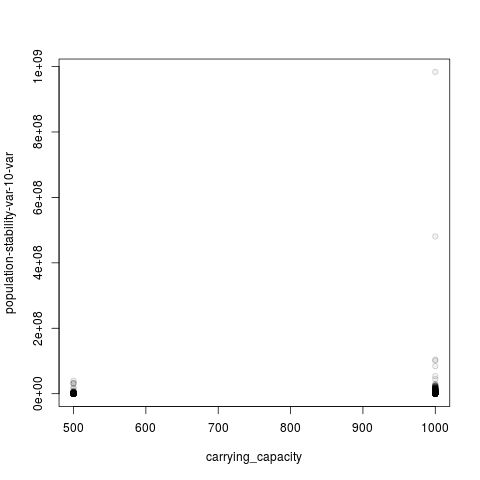 population-stability-var-10-var
1e+09
8e+08
6e+08
4e+08
2e+08
0e+00
500
600
700
800
900
1000
carrying_capacity